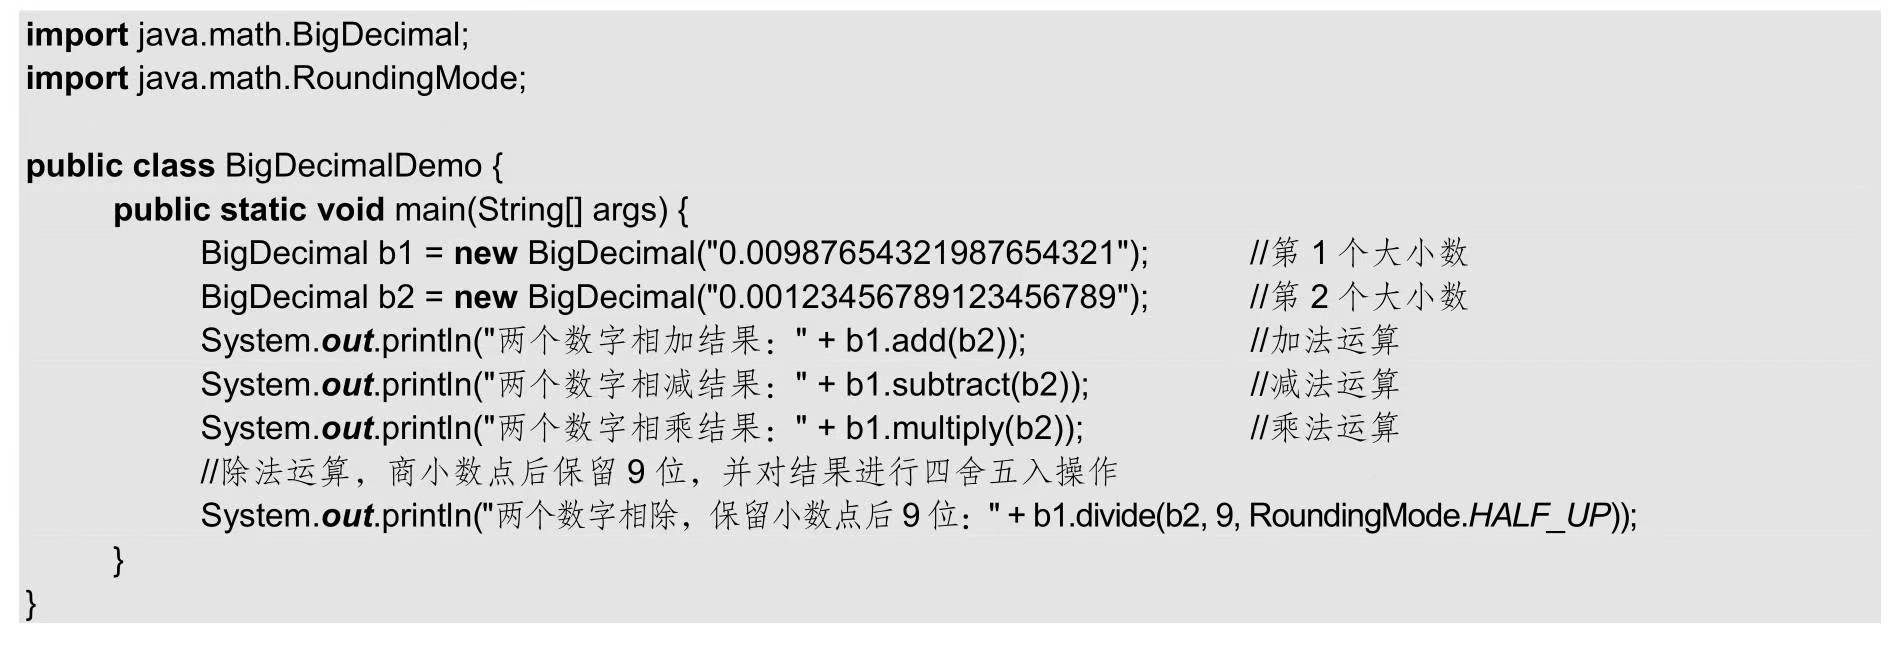 import java.math.BigDecimal;
import java.math.RoundingMode;
public class BigDecimalDemo {
public static void main(String[] args) {
BigDecimal b1 = new BigDecimal("0.00987654321987654321"); //第 1 个大小数
BigDecimal b2 = new BigDecimal("0.00123456789123456789"); //第 2 个大小数
System.out.println("两个数字相加结果：" + b1.add(b2)); //加法运算
System.out.println("两个数字相减结果：" + b1.subtract(b2)); //减法运算
System.out.println("两个数字相乘结果：" + b1.multiply(b2)); //乘法运算
//除法运算，商小数点后保留 9 位，并对结果进行四舍五入操作
System.out.println("两个数字相除，保留小数点后 9 位：" + b1.divide(b2, 9, RoundingMode.HALF_UP));
}
}